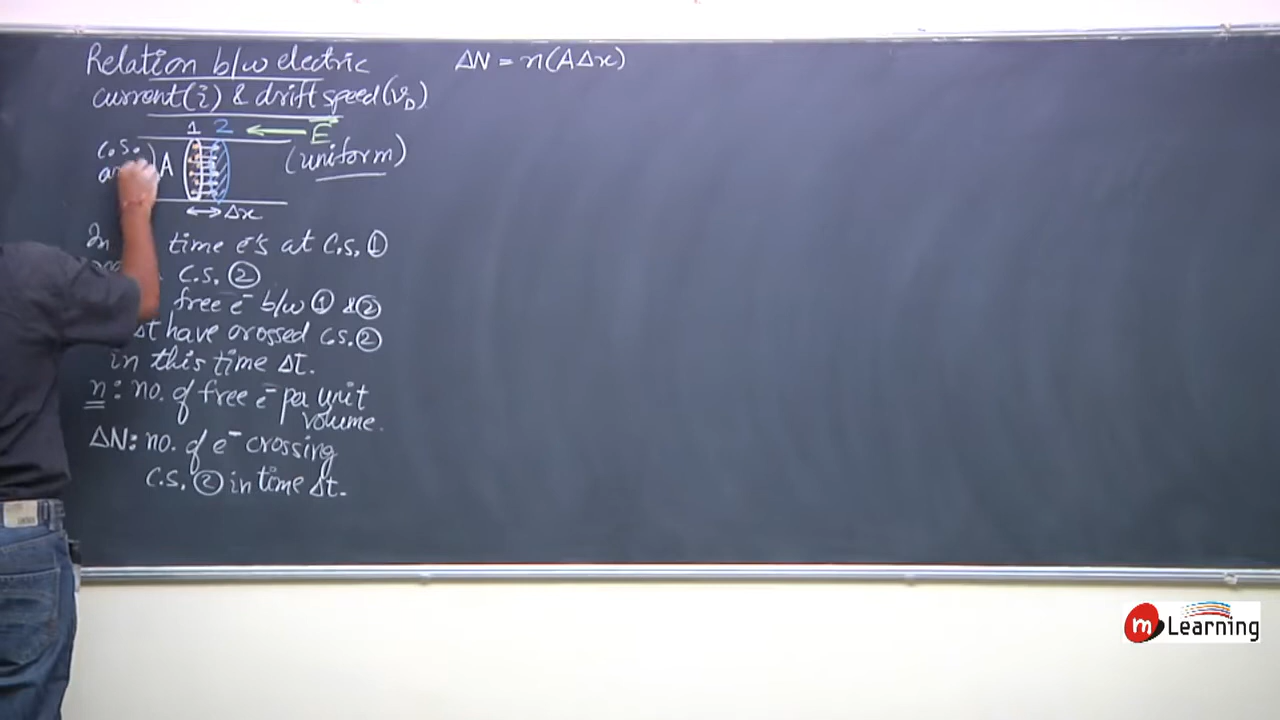 Relation b/w electric
current(i) & drift speed(v_D)
1 2 ← E
C.S.
A (uniform)
↔ Δx
In time e⁻s at C.S. ①
C.S. ②
free e⁻ b/w ① & ②
Δt have crossed C.S. ②
in this time Δt.
n : no. of free e⁻ per unit
volume.
ΔN: no. of e⁻ crossing
C.S. ② in time Δt.
ΔN = n(AΔx)
m Learning